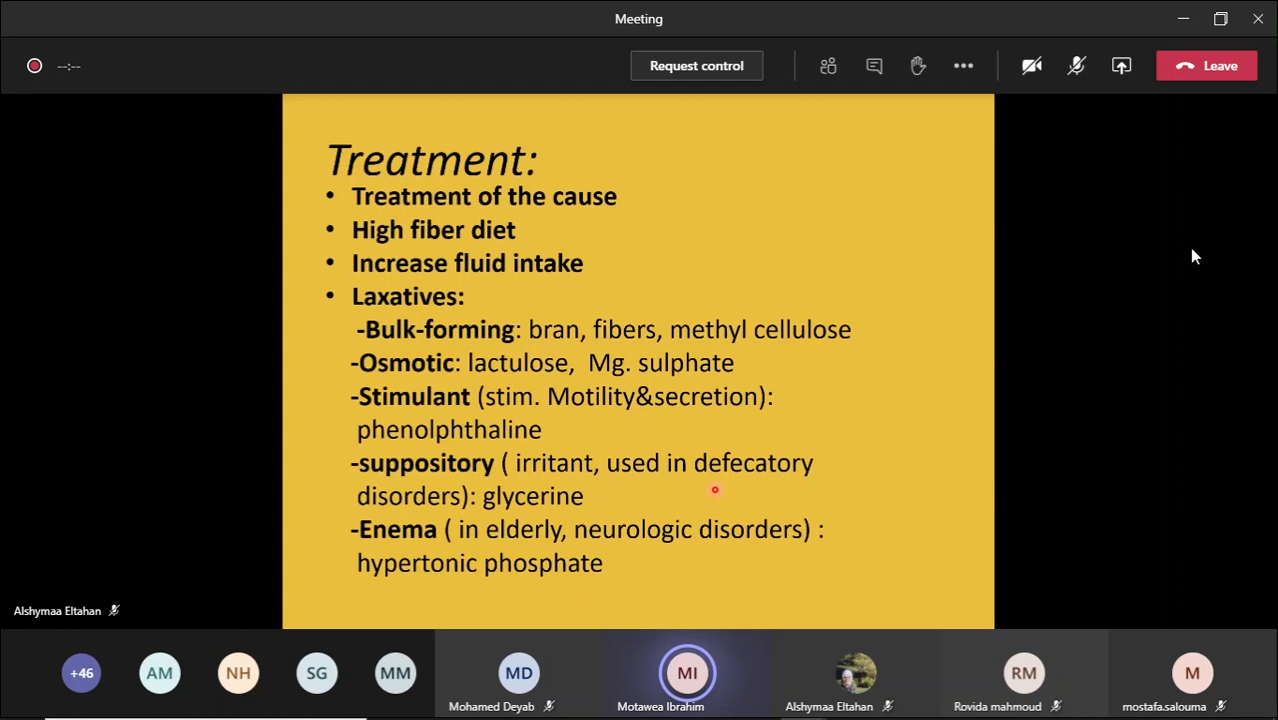 Meeting
--:--
Request control
Leave
Treatment:
• Treatment of the cause
• High fiber diet
• Increase fluid intake
• Laxatives:
-Bulk-forming: bran, fibers, methyl cellulose
-Osmotic: lactulose, Mg. sulphate
-Stimulant (stim. Motility&secretion):
phenolphthaline
-suppository ( irritant, used in defecatory
disorders): glycerine
-Enema ( in elderly, neurologic disorders) :
hypertonic phosphate
Alshymaa Eltahan
+46 AM NH SG MM MD MI RM M
Mohamed Deyab Motawea Ibrahim Alshymaa Eltahan Rovida mahmoud mostafa.salouma